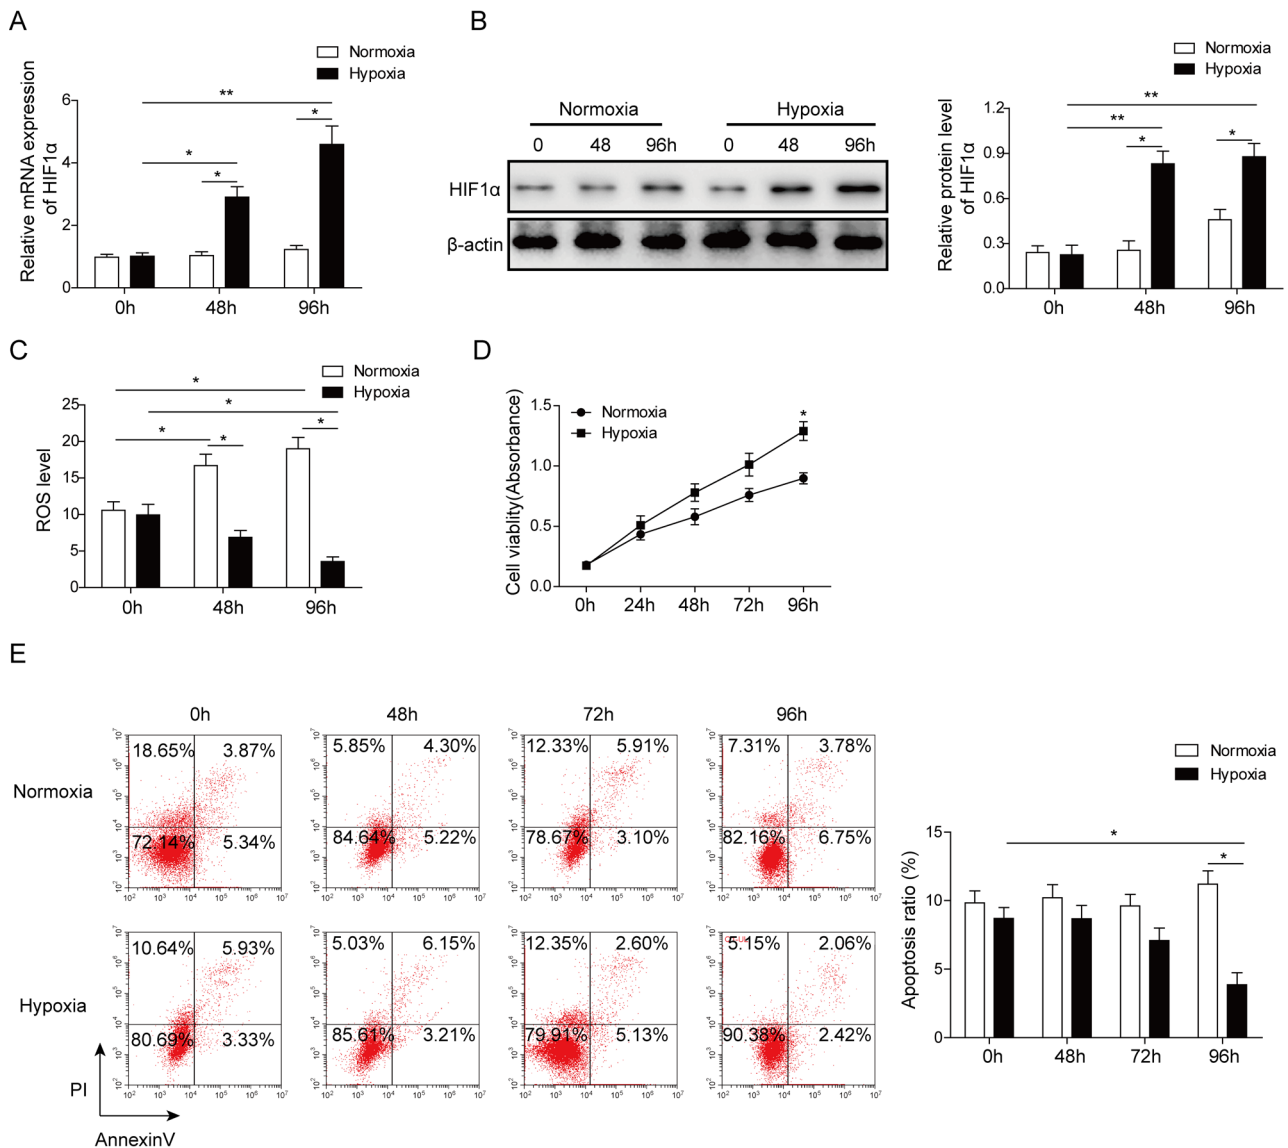 A
Normoxia
Hypoxia
Relative mRNA expression
of HIF1α
6
4
2
0
**
*
*
*
0h
48h
96h
B
Normoxia
Hypoxia
0
48
96h
0
48
96h
HIF1α
β-actin
Normoxia
Hypoxia
Relative protein level
of HIF1α
1.2
0.9
0.6
0.3
0.0
**
**
*
*
0h
48h
96h
C
Normoxia
Hypoxia
ROS level
25
20
15
10
5
0
*
*
*
*
*
0h
48h
96h
D
Normoxia
Hypoxia
Cell viablity(Absorbance)
1.5
1.0
0.5
0.0
*
0h
24h
48h
72h
96h
E
0h
48h
72h
96h
Normoxia
18.65%
3.87%
72.14%
5.34%
5.85%
4.30%
84.64%
5.22%
12.33%
5.91%
78.67%
3.10%
7.31%
3.78%
82.16%
6.75%
Hypoxia
10.64%
5.93%
80.69%
3.33%
5.03%
6.15%
85.61%
3.21%
12.35%
2.60%
79.91%
5.13%
5.15%
2.06%
90.38%
2.42%
PI
AnnexinV
Normoxia
Hypoxia
Apoptosis ratio (%)
15
10
5
0
*
*
0h
48h
72h
96h